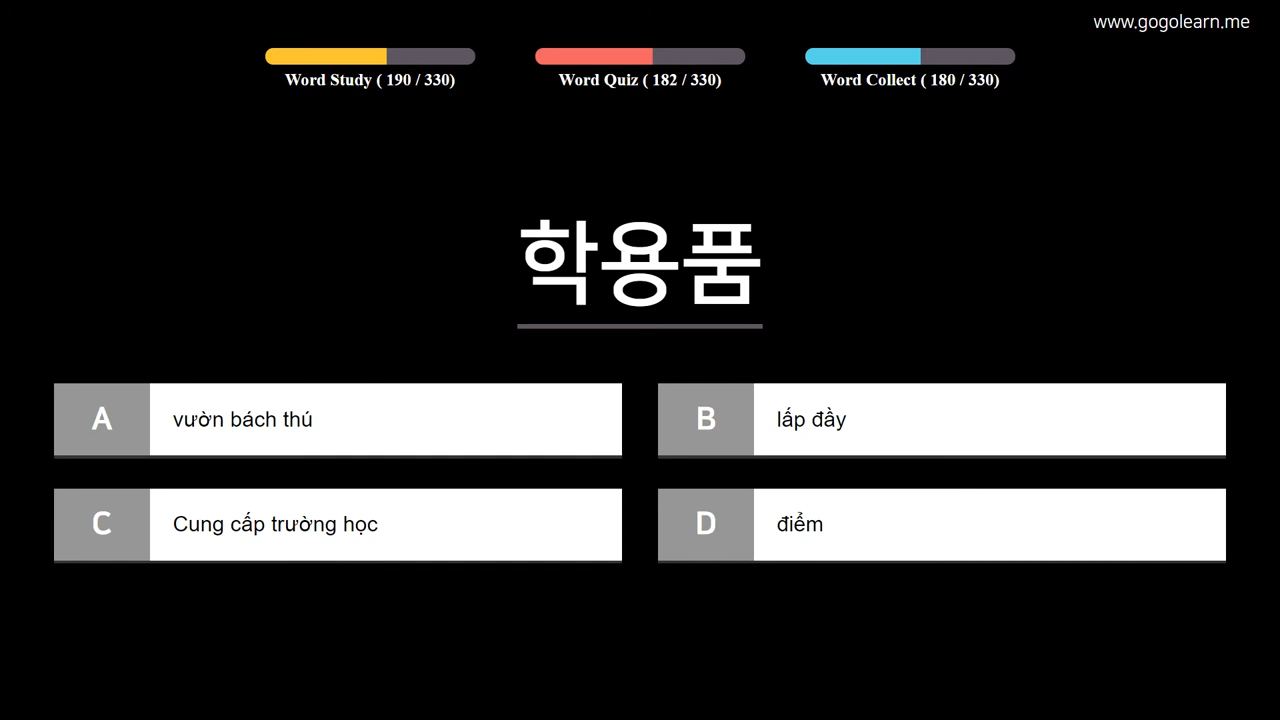 www.gogolearn.me
Word Study ( 190 / 330)
Word Quiz ( 182 / 330)
Word Collect ( 180 / 330)
학용품
A vườn bách thú
B lấp đầy
C Cung cấp trường học
D điểm